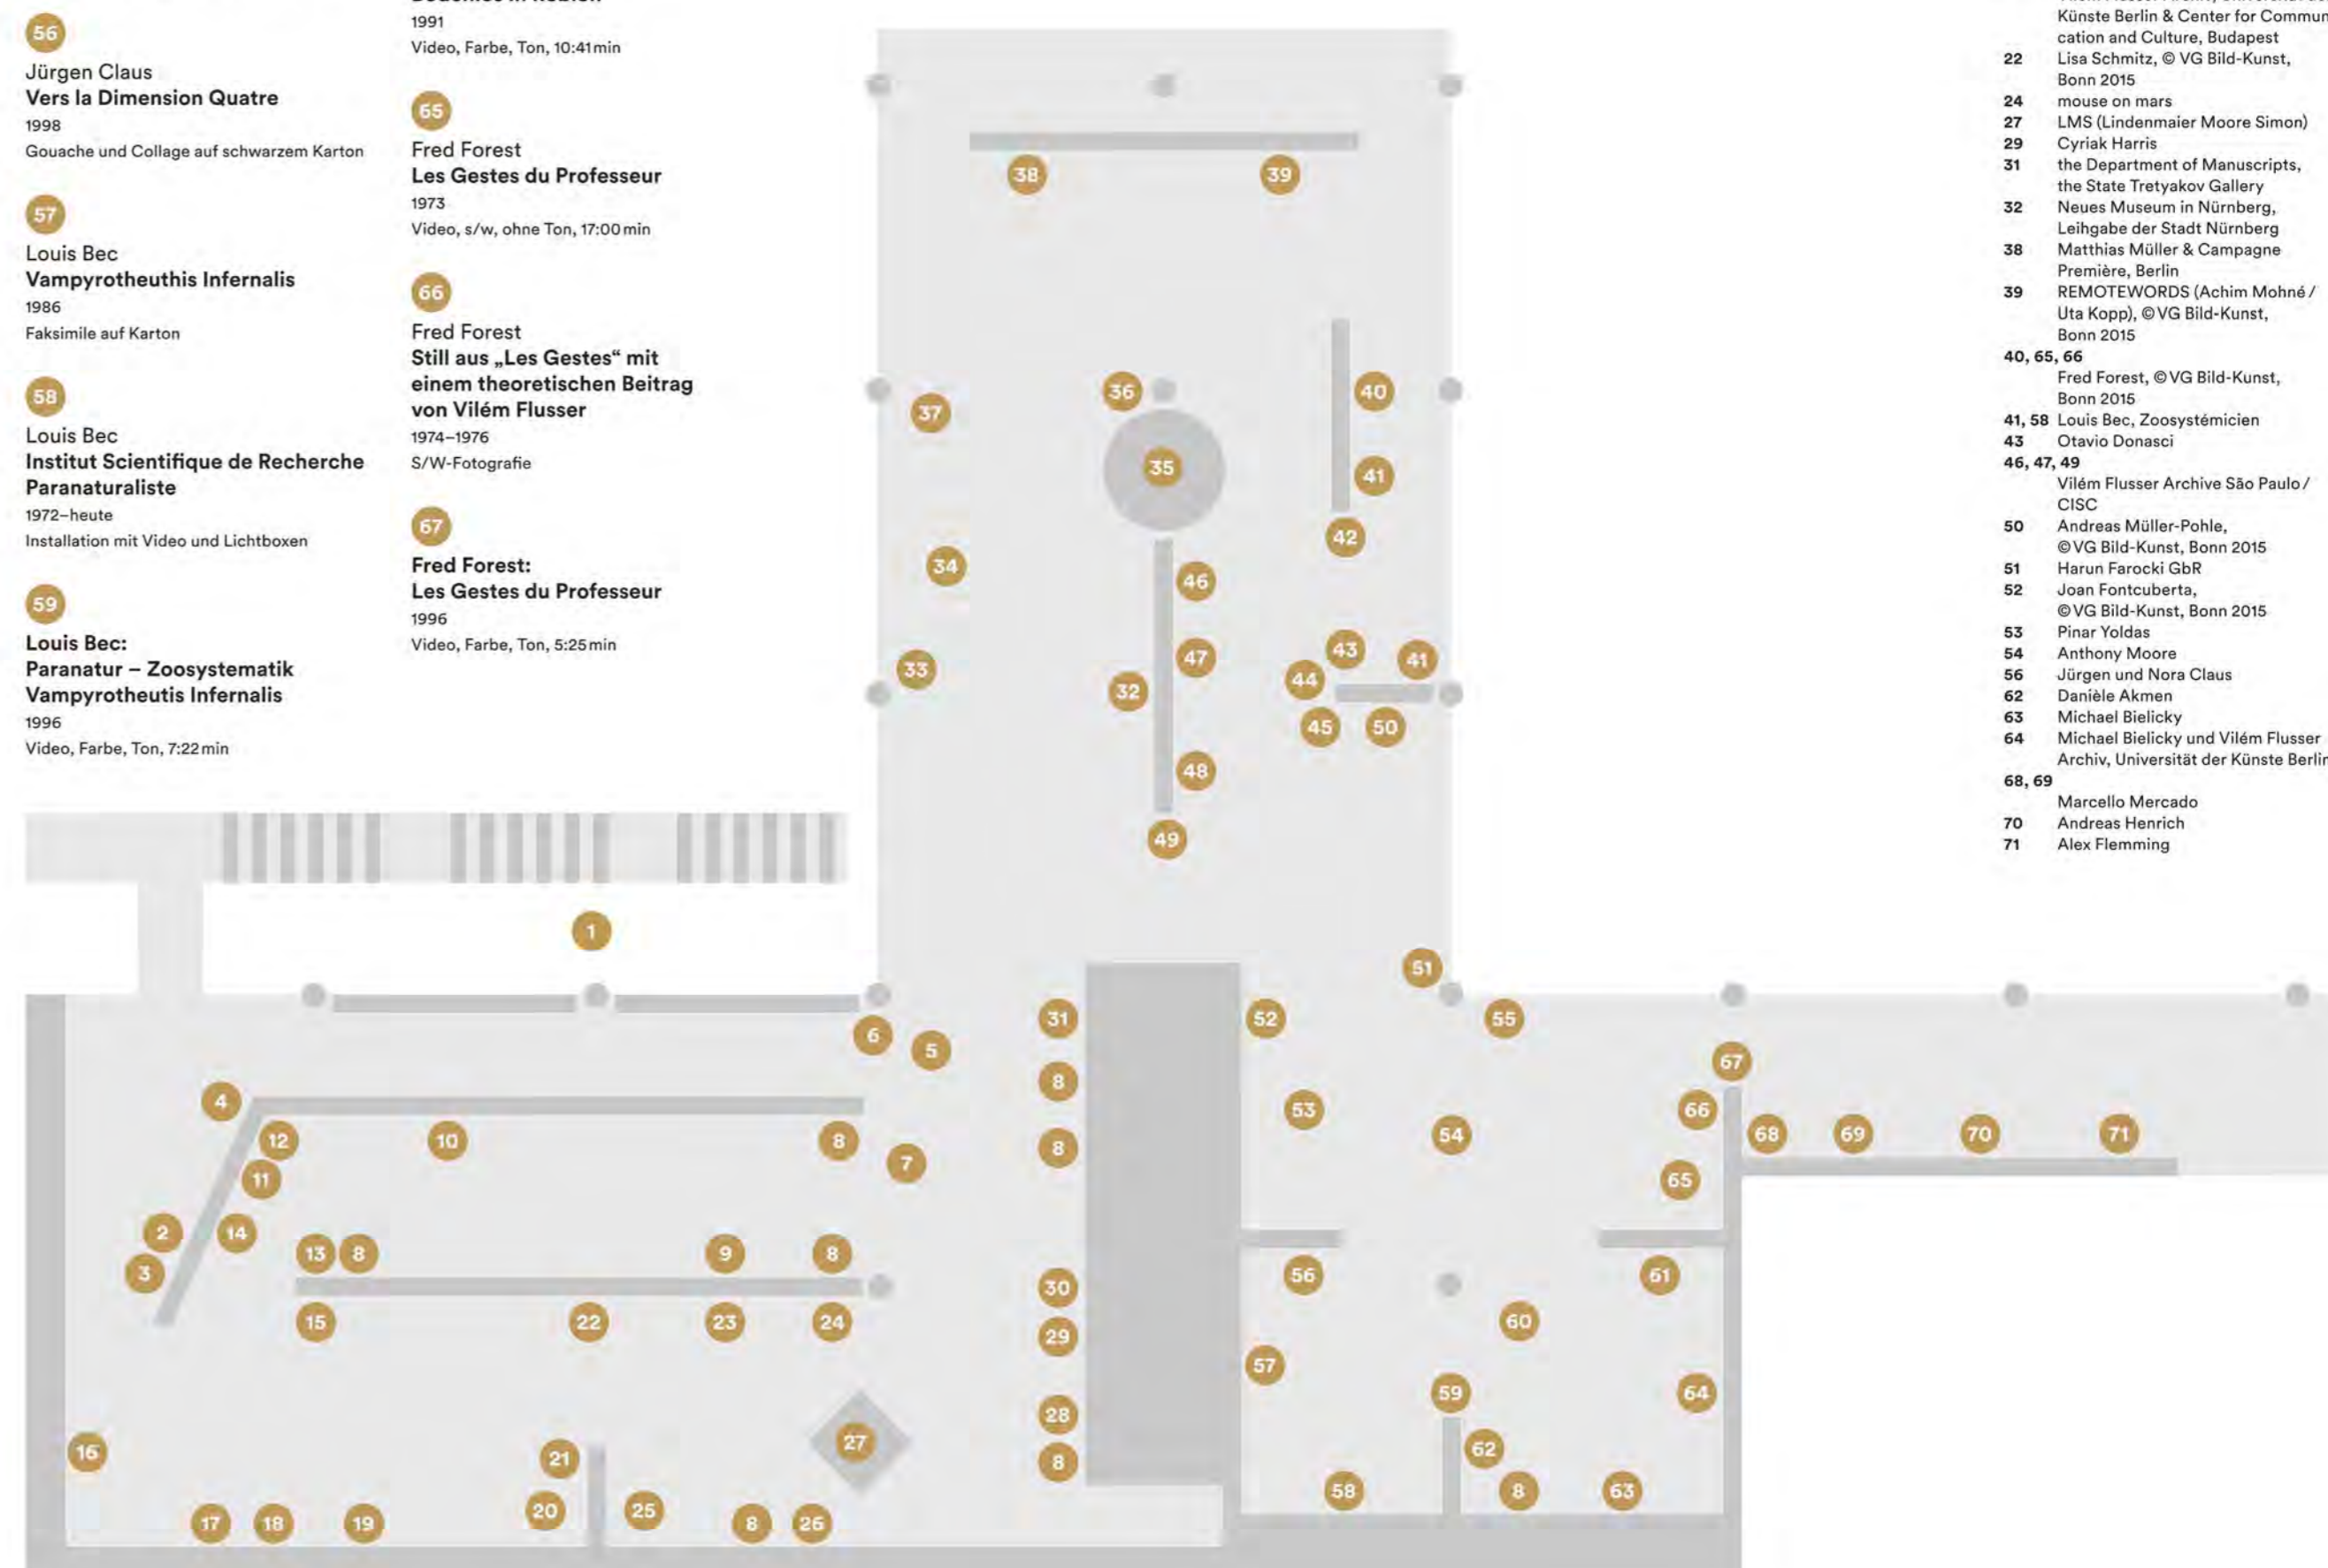 56
Jürgen Claus
Vers la Dimension Quatre
1998
Gouache und Collage auf schwarzem Karton
57
Louis Bec
Vampyrotheuthis Infernalis
1986
Faksimile auf Karton
58
Louis Bec
Institut Scientifique de Recherche
Paranaturaliste
1972–heute
Installation mit Video und Lichtboxen
59
Louis Bec:
Paranatur – Zoosystematik
Vampyrotheutis Infernalis
1996
Video, Farbe, Ton, 7:22 min
1991
Video, Farbe, Ton, 10:41 min
65
Fred Forest
Les Gestes du Professeur
1973
Video, s/w, ohne Ton, 17:00 min
66
Fred Forest
Still aus „Les Gestes“ mit
einem theoretischen Beitrag
von Vilém Flusser
1974–1976
S/W-Fotografie
67
Fred Forest:
Les Gestes du Professeur
1996
Video, Farbe, Ton, 5:25 min
38 39
36 40
37
35 41
42
34 46
43 41
47
33 44
32
45 50
48
49
1
51
31 52 55
6 5
67
8
4 53 66
12 10 8 8 54 68 69 70 71
7
11 65
2 14
13 8 9 8
3 56 61
30
15 22 23 24 60
29
57
59 64
28
27
16 21 8 62
20 25 58 8 63
17 18 19 8 26
Künste Berlin & Center for Commun
cation and Culture, Budapest
22 Lisa Schmitz, © VG Bild-Kunst,
Bonn 2015
24 mouse on mars
27 LMS (Lindenmaier Moore Simon)
29 Cyriak Harris
31 the Department of Manuscripts,
the State Tretyakov Gallery
32 Neues Museum in Nürnberg,
Leihgabe der Stadt Nürnberg
38 Matthias Müller & Campagne
Première, Berlin
39 REMOTEWORDS (Achim Mohné /
Uta Kopp), © VG Bild-Kunst,
Bonn 2015
40, 65, 66
Fred Forest, © VG Bild-Kunst,
Bonn 2015
41, 58 Louis Bec, Zoosystémicien
43 Otavio Donasci
46, 47, 49
Vilém Flusser Archive São Paulo /
CISC
50 Andreas Müller-Pohle,
© VG Bild-Kunst, Bonn 2015
51 Harun Farocki GbR
52 Joan Fontcuberta,
© VG Bild-Kunst, Bonn 2015
53 Pinar Yoldas
54 Anthony Moore
56 Jürgen und Nora Claus
62 Danièle Akmen
63 Michael Bielicky
64 Michael Bielicky und Vilém Flusser
Archiv, Universität der Künste Berlin
68, 69
Marcello Mercado
70 Andreas Henrich
71 Alex Flemming